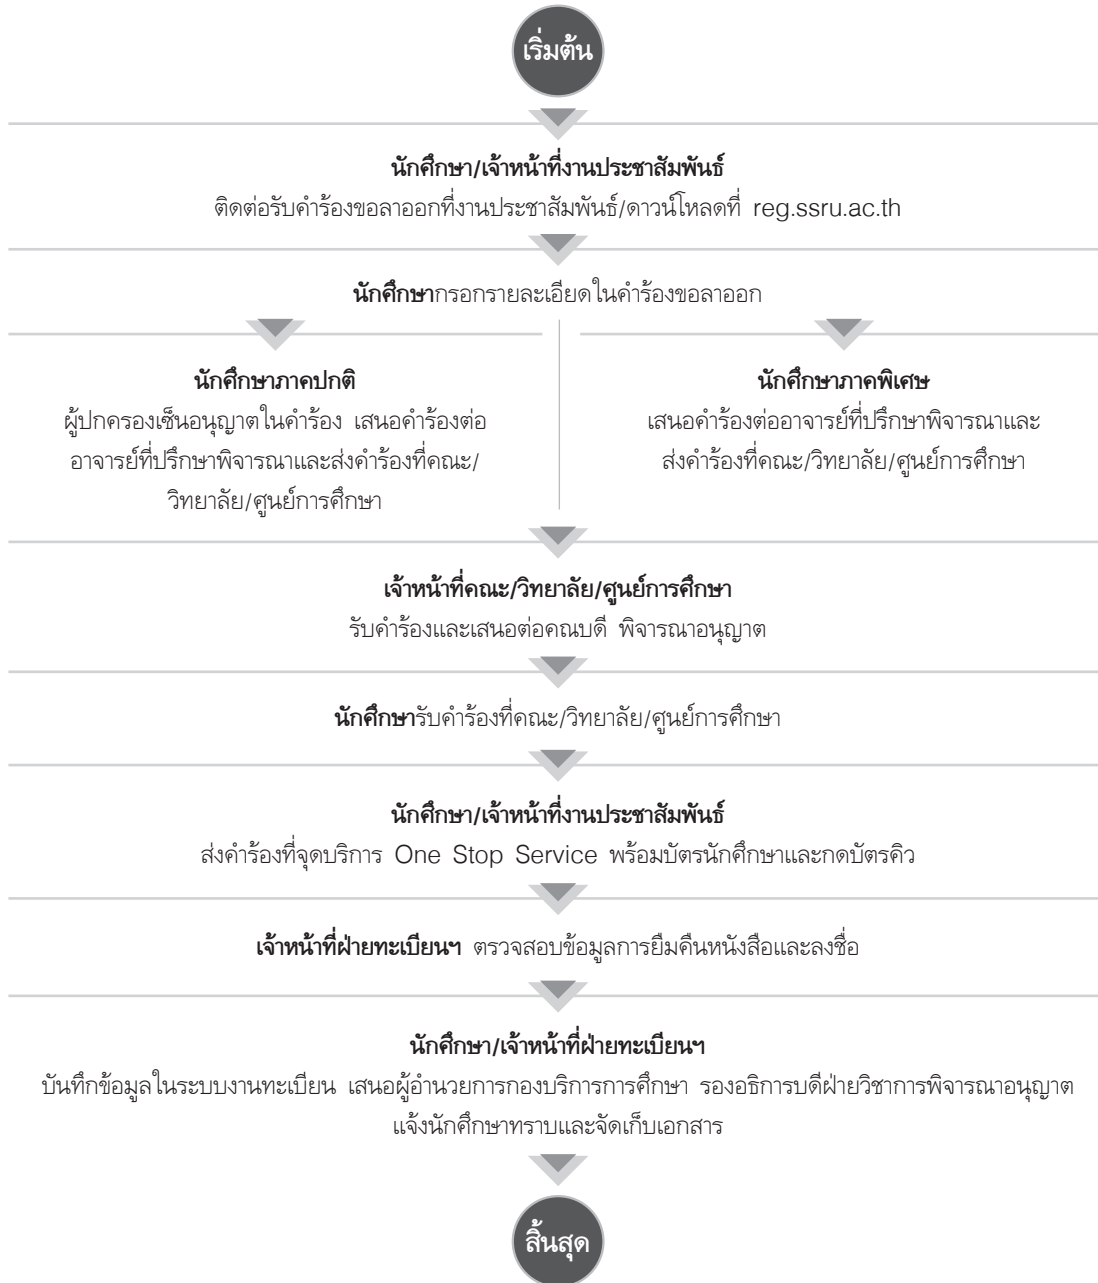 เริ่มต้น
นักศึกษา/เจ้าหน้าที่งานประชาสัมพันธ์
ติดต่อรับคำร้องขอลาออกที่งานประชาสัมพันธ์/ดาวน์โหลดที่ reg.ssru.ac.th
นักศึกษากรอกรายละเอียดในคำร้องขอลาออก
นักศึกษาภาคปกติ
ผู้ปกครองเซ็นอนุญาตในคำร้อง เสนอคำร้องต่อ
อาจารย์ที่ปรึกษาพิจารณาและส่งคำร้องที่คณะ/
วิทยาลัย/ศูนย์การศึกษา
นักศึกษาภาคพิเศษ
เสนอคำร้องต่ออาจารย์ที่ปรึกษาพิจารณาและ
ส่งคำร้องที่คณะ/วิทยาลัย/ศูนย์การศึกษา
เจ้าหน้าที่คณะ/วิทยาลัย/ศูนย์การศึกษา
รับคำร้องและเสนอต่อคณบดี พิจารณาอนุญาต
นักศึกษารับคำร้องที่คณะ/วิทยาลัย/ศูนย์การศึกษา
นักศึกษา/เจ้าหน้าที่งานประชาสัมพันธ์
ส่งคำร้องที่จุดบริการ One Stop Service พร้อมบัตรนักศึกษาและกดบัตรคิว
เจ้าหน้าที่ฝ่ายทะเบียนฯ ตรวจสอบข้อมูลการยืมคืนหนังสือและลงชื่อ
นักศึกษา/เจ้าหน้าที่ฝ่ายทะเบียนฯ
บันทึกข้อมูลในระบบงานทะเบียน เสนอผู้อำนวยการกองบริการการศึกษา รองอธิการบดีฝ่ายวิชาการพิจารณาอนุญาต
แจ้งนักศึกษาทราบและจัดเก็บเอกสาร
สิ้นสุด